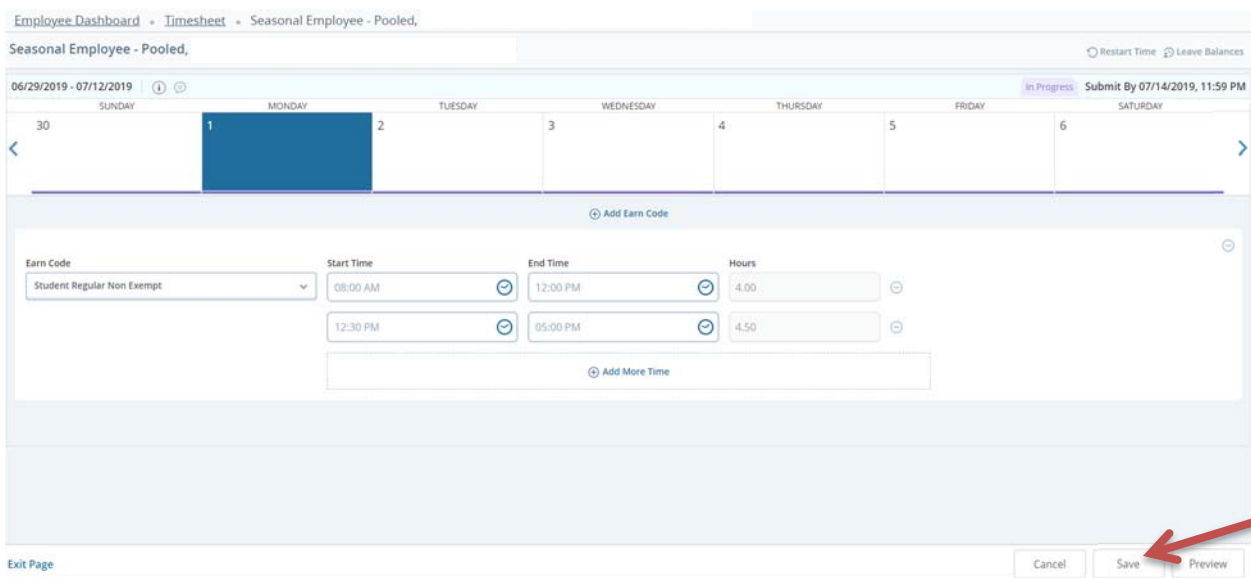 Employee Dashboard • Timesheet • Seasonal Employee - Pooled,
Seasonal Employee - Pooled,
Restart Time Leave Balances
06/29/2019 - 07/12/2019
In Progress Submit By 07/14/2019, 11:59 PM
SUNDAY MONDAY TUESDAY WEDNESDAY THURSDAY FRIDAY SATURDAY
30 1 2 3 4 5 6
Add Earn Code
Earn Code Start Time End Time Hours
Student Regular Non Exempt 08:00 AM 12:00 PM 4.00
12:30 PM 05:00 PM 4.50
Add More Time
Exit Page Cancel Save Preview